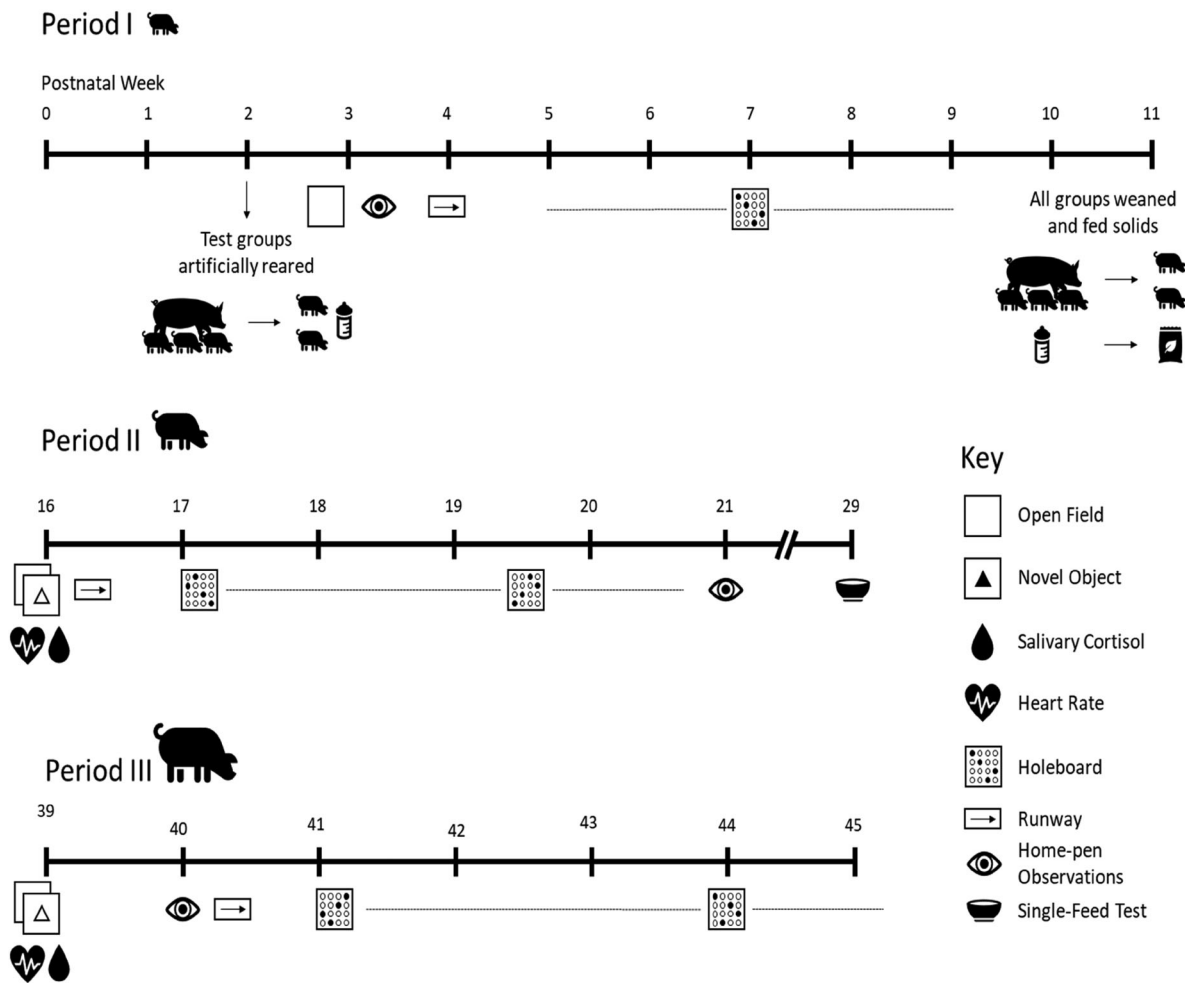 Period I
Postnatal Week
0 1 2 3 4 5 6 7 8 9 10 11
Test groups
artificially reared
All groups weaned
and fed solids
Period II
16 17 18 19 20 21 29
Key
Open Field
Novel Object
Salivary Cortisol
Heart Rate
Holeboard
Runway
Home-pen
Observations
Single-Feed Test
Period III
39 40 41 42 43 44 45